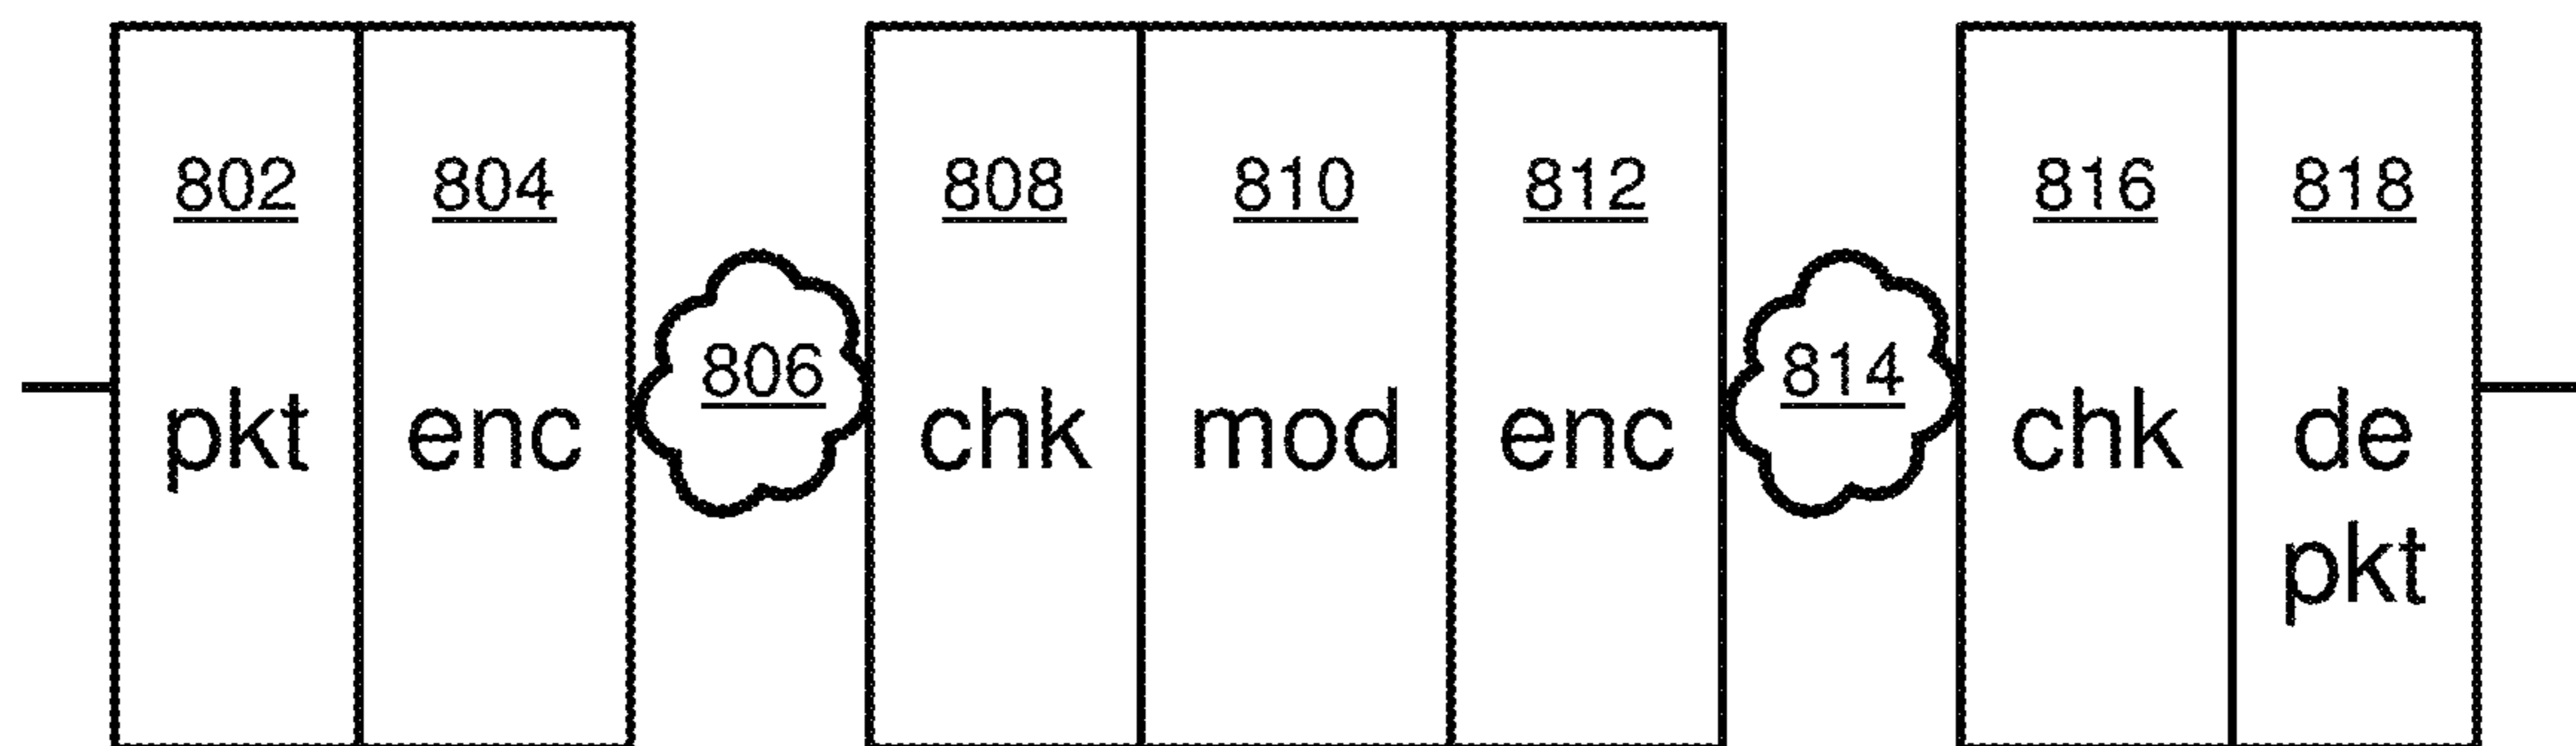 802 804 808 810 812 816 818
806 814
pkt enc chk mod enc chk de
pkt